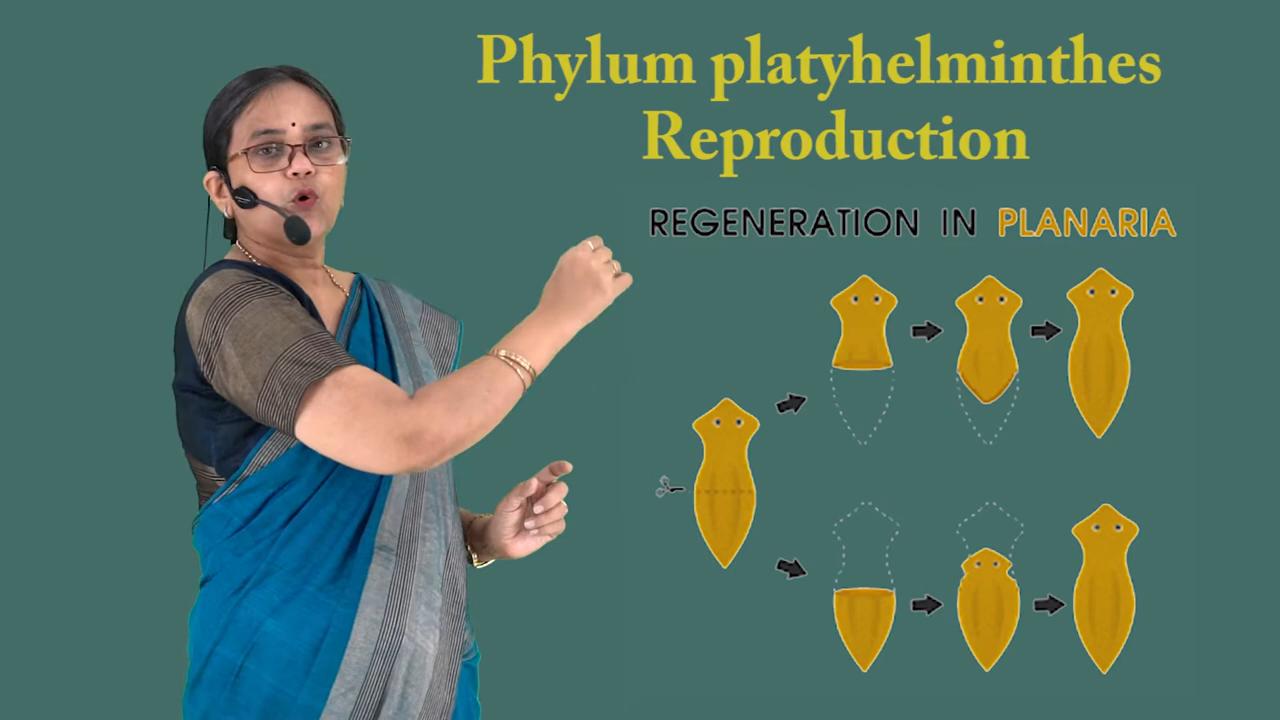 Phylum platyhelminthes
Reproduction
REGENERATION IN PLANARIA